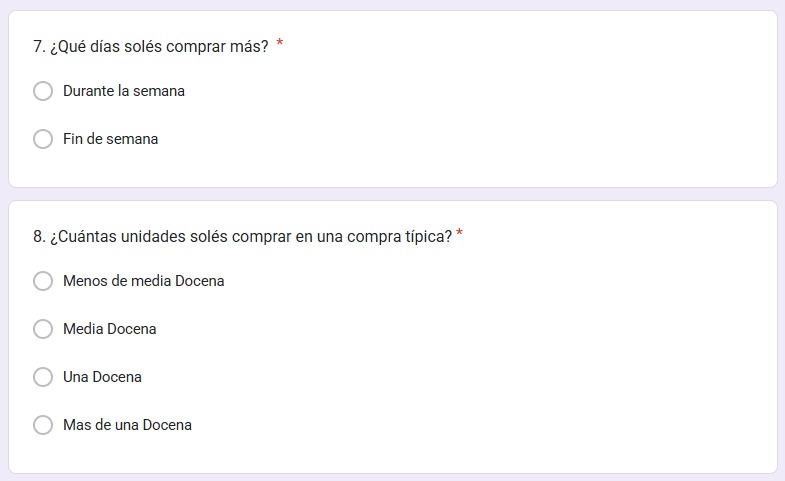 7. ¿Qué días solés comprar más? *
Durante la semana
Fin de semana
8. ¿Cuántas unidades solés comprar en una compra típica? *
Menos de media Docena
Media Docena
Una Docena
Mas de una Docena